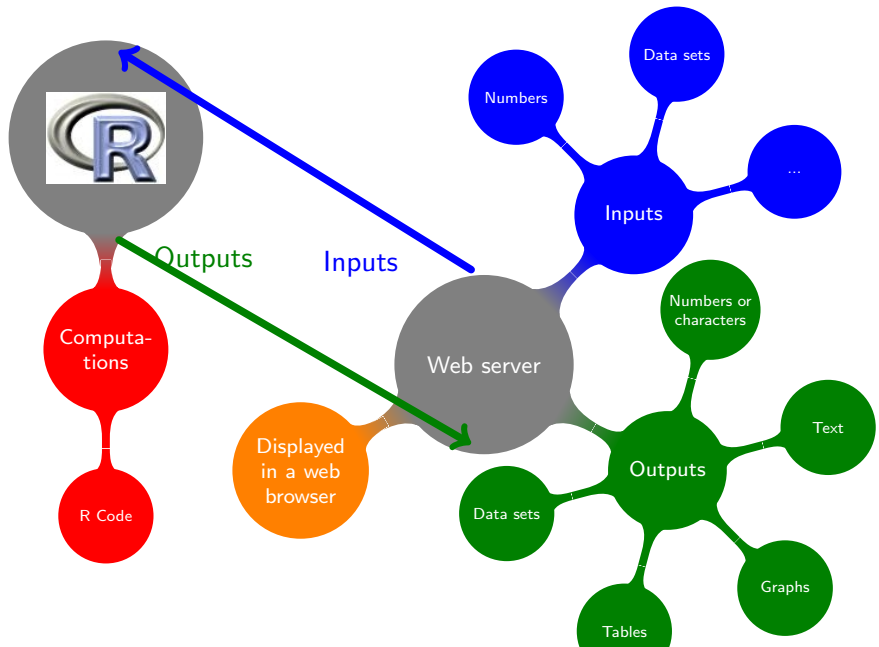 R
Computa-
tions
R Code
Outputs
Inputs
Web server
Displayed
in a web
browser
Inputs
Numbers
Data sets
...
Outputs
Numbers or
characters
Text
Graphs
Tables
Data sets